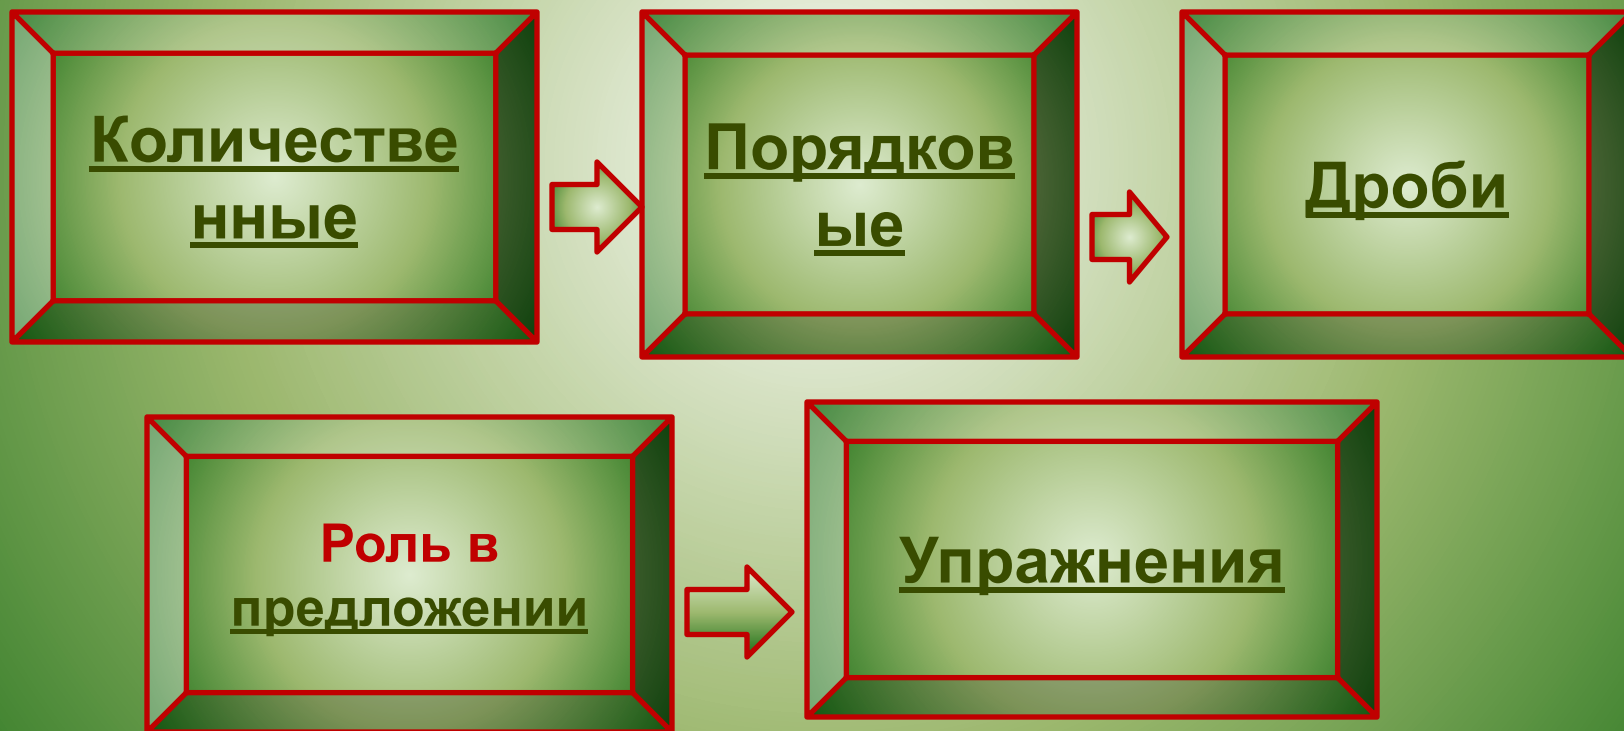 Количестве
нные
Порядков
ые
Дроби
Роль в
предложении
Упражнения